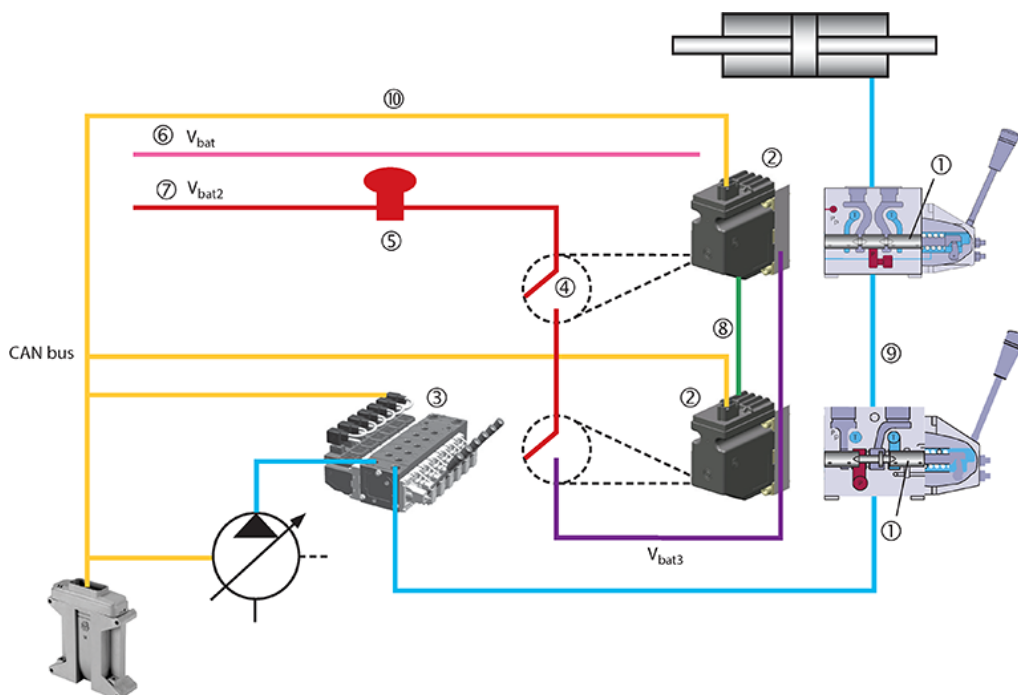 ⑩
⑥ Vbat
②
①
⑦ Vbat2
⑤
④
⑧
⑨
CAN bus
③
②
①
Vbat3